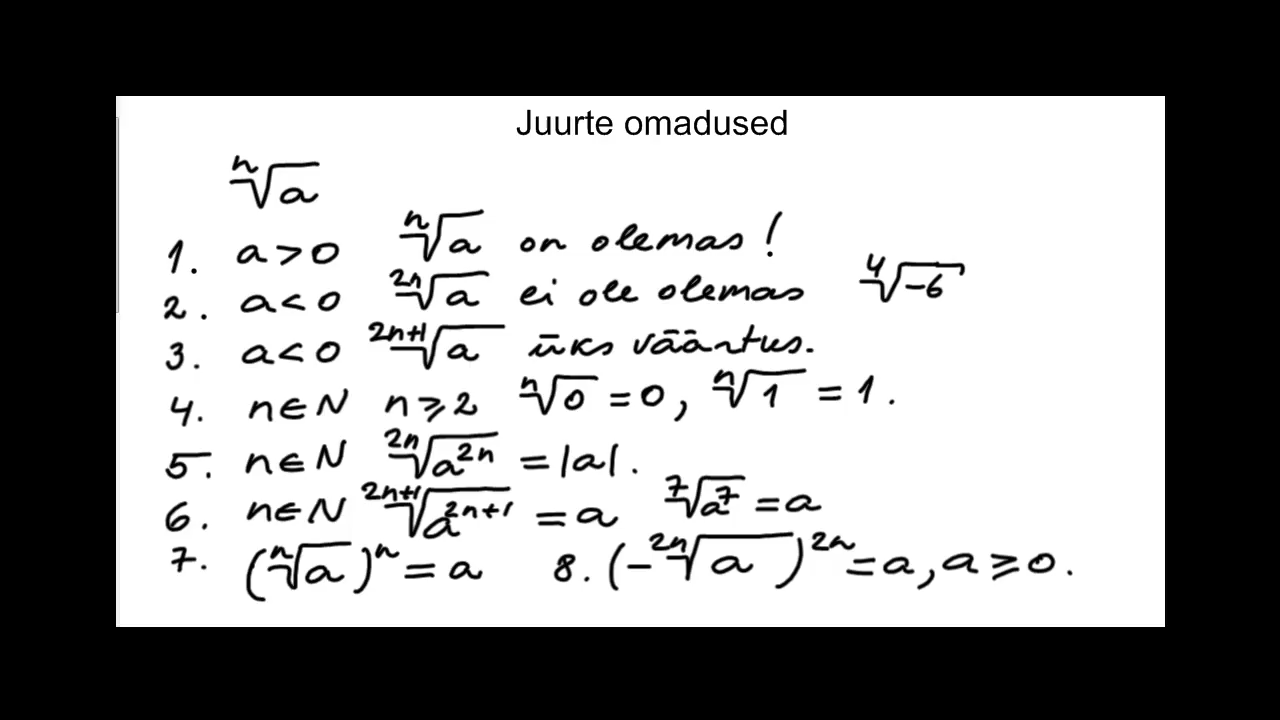 Juurte omadused
ⁿ√a
1. a > 0 ⁿ√a on olemas !
2. a < 0 ²ⁿ√a ei ole olemas ⁴√-6
3. a < 0 ²ⁿ⁺¹√a üks väärtus.
4. n ∈ N n ⩾ 2 ⁿ√0 = 0, ⁿ√1 = 1.
5. n ∈ N ²ⁿ√a²ⁿ = |a|.
6. n ∈ N ²ⁿ⁺¹√a²ⁿ⁺¹ = a ⁷√a⁷ = a
7. (ⁿ√a)ⁿ = a 8. (-²ⁿ√a)²ⁿ = a, a ⩾ 0.